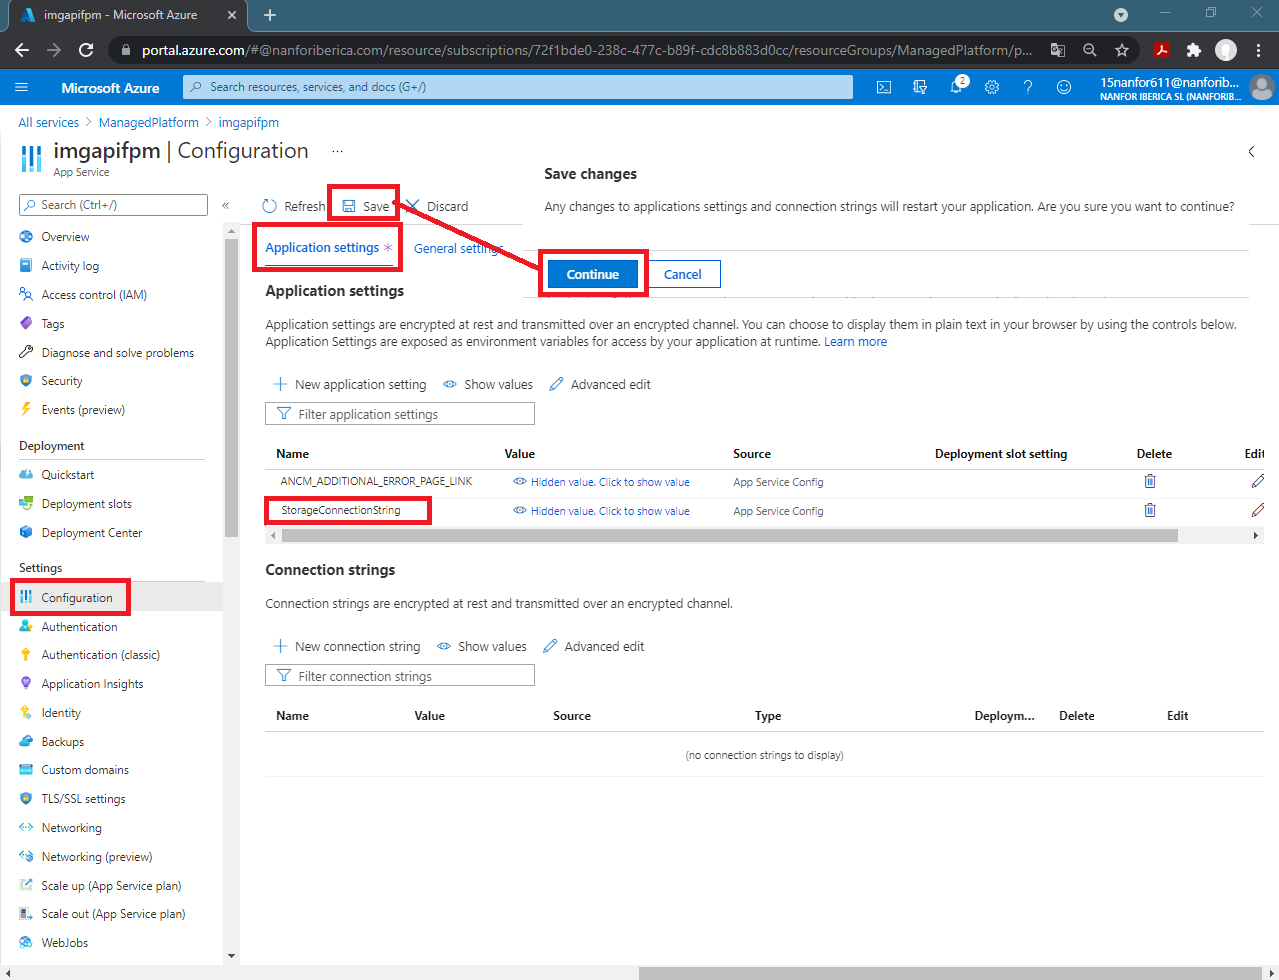 imgapifpm - Microsoft Azure
portal.azure.com/#@nanforiberica.com/resource/subscriptions/72f1bde0-238c-477c-b89f-cdc8b883d0cc/resourceGroups/ManagedPlatform/p...
Microsoft Azure
Search resources, services, and docs (G+/)
2
15nanfor611@nanforib...
NANFOR IBERICA SL (NANFORIB...
All services > ManagedPlatform > imgapifpm
imgapifpm | Configuration ...
App Service
Search (Ctrl+/)
«
Overview
Activity log
Access control (IAM)
Tags
Diagnose and solve problems
Security
Events (preview)
Deployment
Quickstart
Deployment slots
Deployment Center
Settings
Configuration
Authentication
Authentication (classic)
Application Insights
Identity
Backups
Custom domains
TLS/SSL settings
Networking
Networking (preview)
Scale up (App Service plan)
Scale out (App Service plan)
WebJobs
Refresh Save Discard
Save changes
Any changes to applications settings and connection strings will restart your application. Are you sure you want to continue?
Continue Cancel
Application settings * General settings
Application settings
Application settings are encrypted at rest and transmitted over an encrypted channel. You can choose to display them in plain text in your browser by using the controls below.
Application Settings are exposed as environment variables for access by your application at runtime. Learn more
New application setting Show values Advanced edit
Filter application settings
Name Value Source Deployment slot setting Delete Edit
ANCM_ADDITIONAL_ERROR_PAGE_LINK Hidden value. Click to show value App Service Config
StorageConnectionString Hidden value. Click to show value App Service Config
Connection strings
Connection strings are encrypted at rest and transmitted over an encrypted channel.
New connection string Show values Advanced edit
Filter connection strings
Name Value Source Type Deploym... Delete Edit
(no connection strings to display)